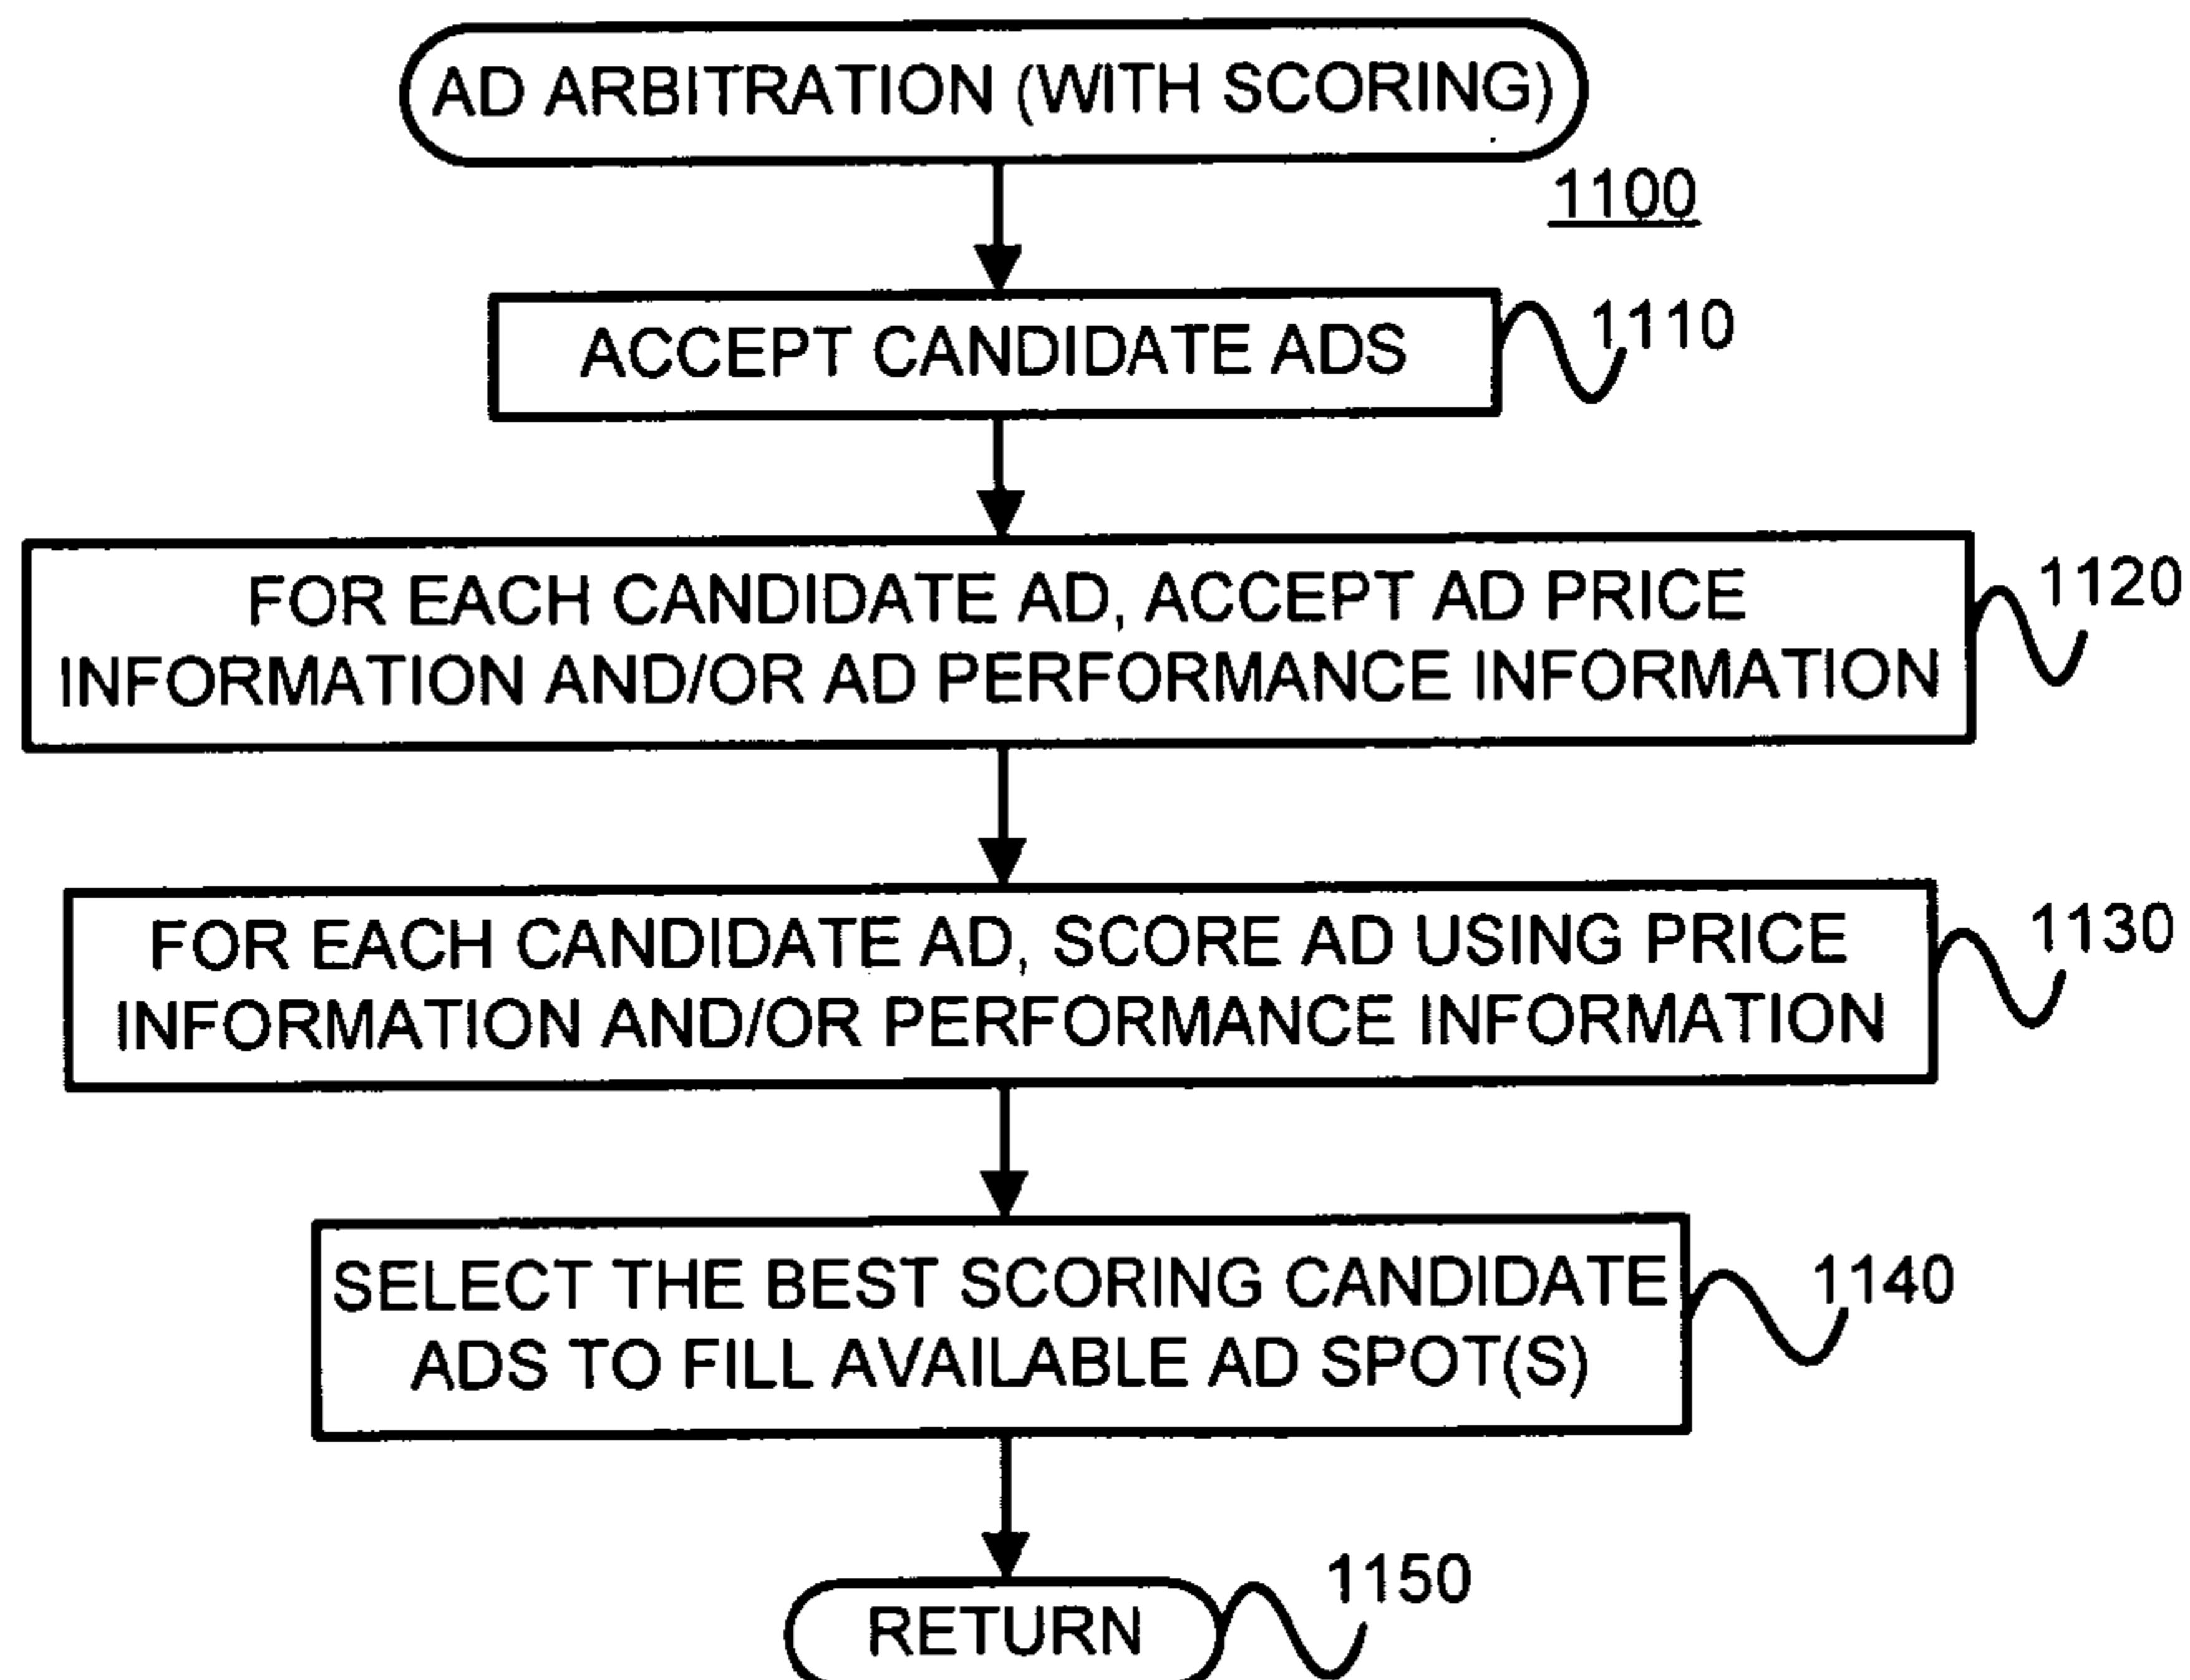 AD ARBITRATION (WITH SCORING)
1100
ACCEPT CANDIDATE ADS
1110
FOR EACH CANDIDATE AD, ACCEPT AD PRICE
INFORMATION AND/OR AD PERFORMANCE INFORMATION
1120
FOR EACH CANDIDATE AD, SCORE AD USING PRICE
INFORMATION AND/OR PERFORMANCE INFORMATION
1130
SELECT THE BEST SCORING CANDIDATE
ADS TO FILL AVAILABLE AD SPOT(S)
1140
RETURN
1150